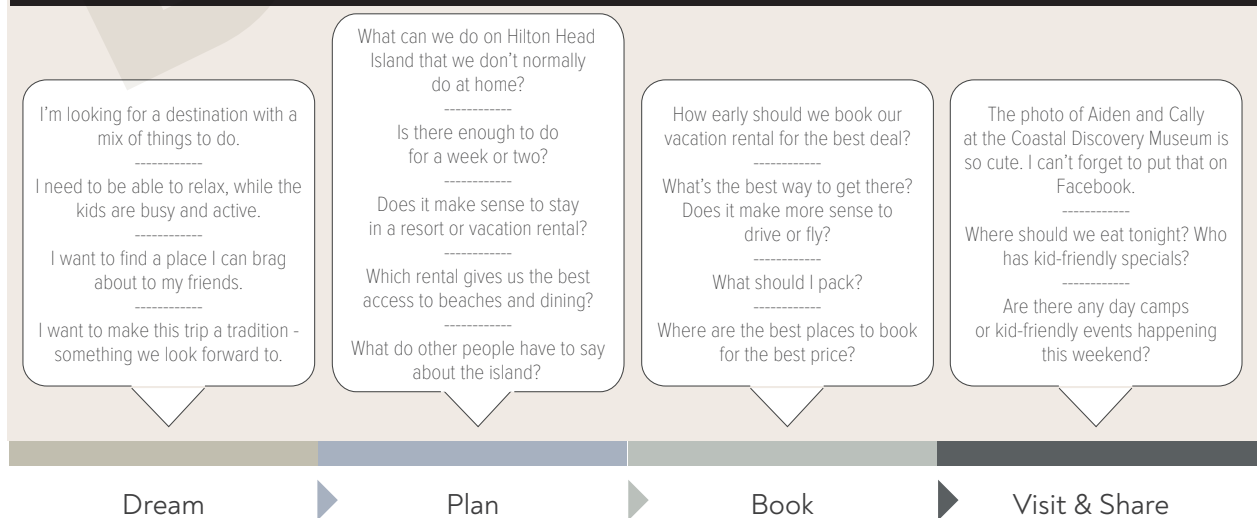 I'm looking for a destination with a
mix of things to do.
------------
I need to be able to relax, while the
kids are busy and active.
------------
I want to find a place I can brag
about to my friends.
------------
I want to make this trip a tradition -
something we look forward to.
What can we do on Hilton Head
Island that we don't normally
do at home?
------------
Is there enough to do
for a week or two?
------------
Does it make sense to stay
in a resort or vacation rental?
------------
Which rental gives us the best
access to beaches and dining?
------------
What do other people have to say
about the island?
How early should we book our
vacation rental for the best deal?
------------
What's the best way to get there?
Does it make more sense to
drive or fly?
------------
What should I pack?
------------
Where are the best places to book
for the best price?
The photo of Aiden and Cally
at the Coastal Discovery Museum is
so cute. I can't forget to put that on
Facebook.
------------
Where should we eat tonight? Who
has kid-friendly specials?
------------
Are there any day camps
or kid-friendly events happening
this weekend?
Dream
Plan
Book
Visit & Share